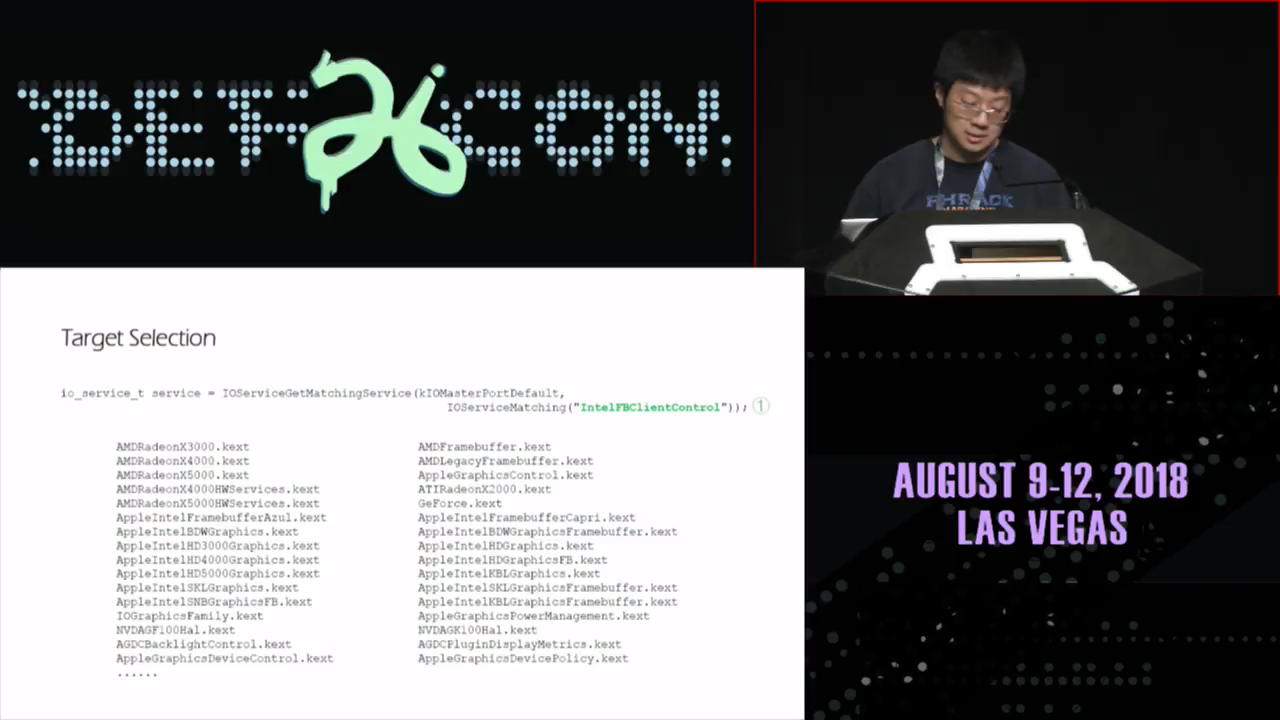 DEF 26 CON
PHRACK
Target Selection
io_service_t service = IOServiceGetMatchingService(kIOMasterPortDefault,
IOServiceMatching("IntelFBClientControl")); ①
AMDRadeonX3000.kext
AMDRadeonX4000.kext
AMDRadeonX5000.kext
AMDRadeonX4000HWServices.kext
AMDRadeonX5000HWServices.kext
AppleIntelFramebufferAzul.kext
AppleIntelBDWGraphics.kext
AppleIntelHD3000Graphics.kext
AppleIntelHD4000Graphics.kext
AppleIntelHD5000Graphics.kext
AppleIntelSKLGraphics.kext
AppleIntelSNBGraphicsFB.kext
IOGraphicsFamily.kext
NVDAGF100Hal.kext
AGDCBacklightControl.kext
AppleGraphicsDeviceControl.kext
......
AMDFramebuffer.kext
AMDLegacyFramebuffer.kext
AppleGraphicsControl.kext
ATIRadeonX2000.kext
GeForce.kext
AppleIntelFramebufferCapri.kext
AppleIntelBDWGraphicsFramebuffer.kext
AppleIntelHDGraphics.kext
AppleIntelHDGraphicsFB.kext
AppleIntelKBLGraphics.kext
AppleIntelSKLGraphicsFramebuffer.kext
AppleIntelKBLGraphicsFramebuffer.kext
AppleGraphicsPowerManagement.kext
NVDAGK100Hal.kext
AGDCPluginDisplayMetrics.kext
AppleGraphicsDevicePolicy.kext
AUGUST 9-12, 2018
LAS VEGAS